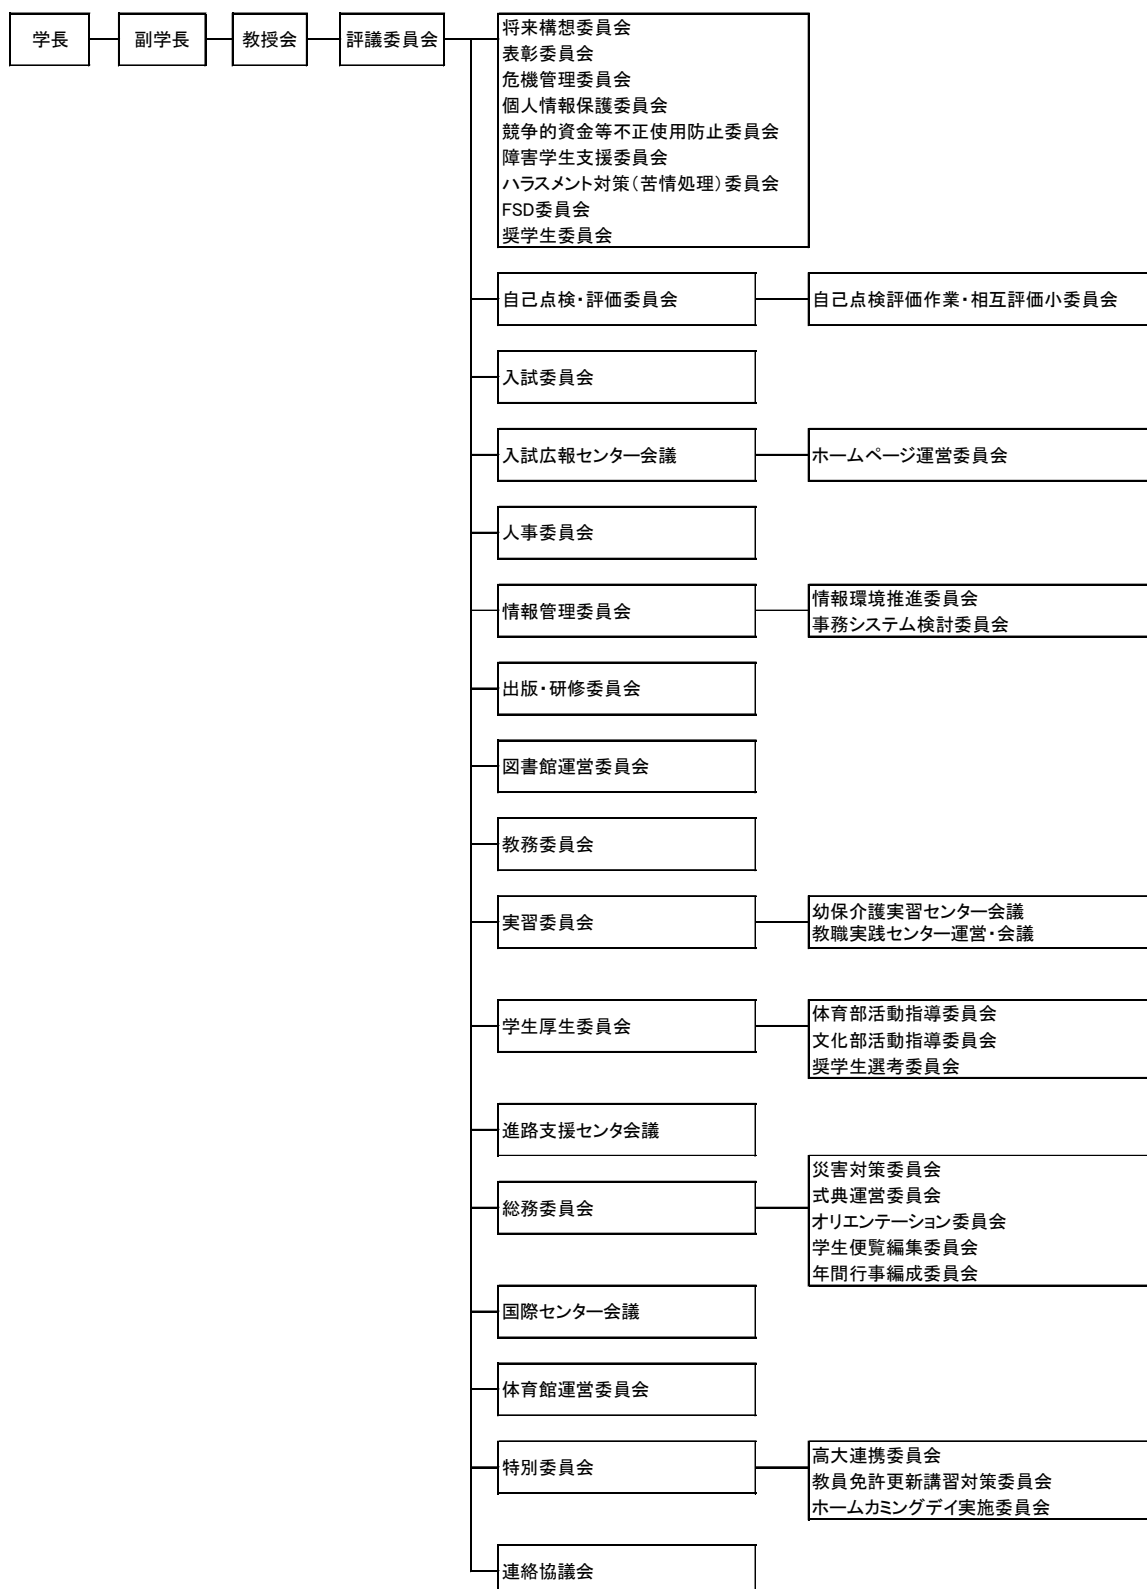 学長
副学長
教授会
評議委員会
将来構想委員会
表彰委員会
危機管理委員会
個人情報保護委員会
競争的資金等不正使用防止委員会
障害学生支援委員会
ハラスメント対策（苦情処理）委員会
FSD委員会
奨学生委員会
自己点検・評価委員会
自己点検評価作業・相互評価小委員会
入試委員会
入試広報センター会議
ホームページ運営委員会
人事委員会
情報管理委員会
情報環境推進委員会
事務システム検討委員会
出版・研修委員会
図書館運営委員会
教務委員会
実習委員会
幼保介護実習センター会議
教職実践センター運営・会議
学生厚生委員会
体育部活動指導委員会
文化部活動指導委員会
奨学生選考委員会
進路支援センタ会議
総務委員会
災害対策委員会
式典運営委員会
オリエンテーション委員会
学生便覧編集委員会
年間行事編成委員会
国際センター会議
体育館運営委員会
特別委員会
高大連携委員会
教員免許更新講習対策委員会
ホームカミングデイ実施委員会
連絡協議会